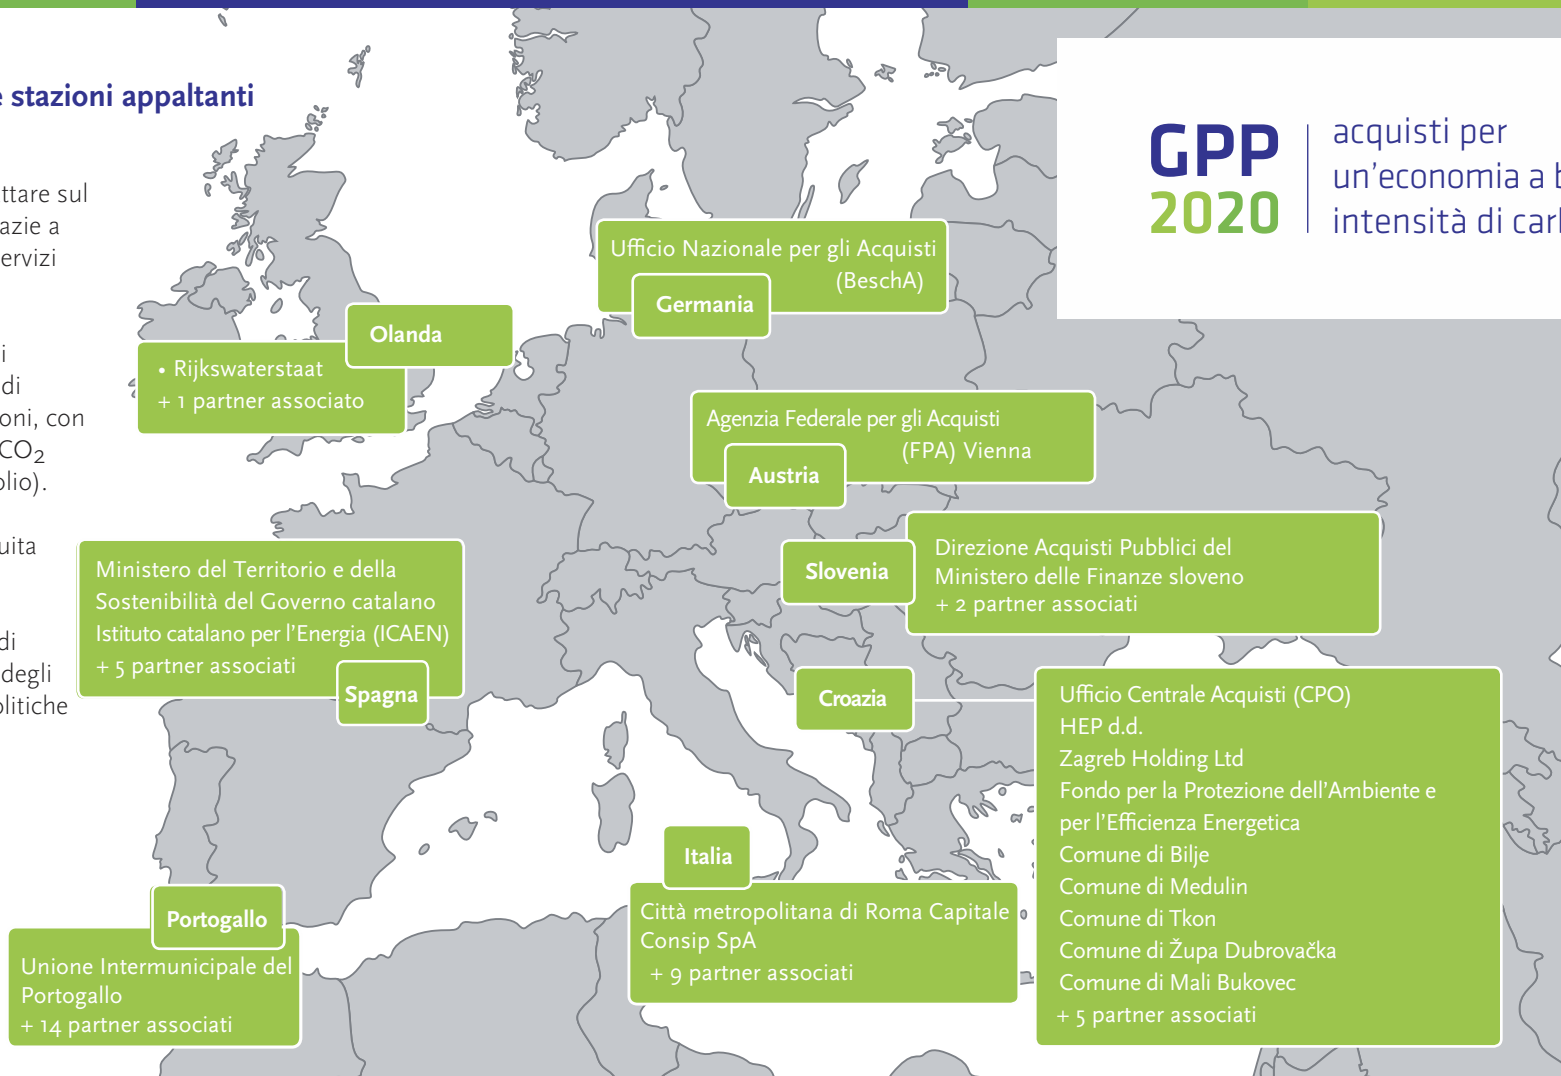 e stazioni appaltanti
ttare sul
azie a
ervizi
i
di
oni, con
CO₂
olio).
uita
di
degli
olitiche
GPP
2020
acquisti per
un'economia a b
intensità di carl
Ufficio Nazionale per gli Acquisti
(BeschA)
Germania
Olanda
• Rijkswaterstaat
+ 1 partner associato
Agenzia Federale per gli Acquisti
(FPA) Vienna
Austria
Slovenia
Direzione Acquisti Pubblici del
Ministero delle Finanze sloveno
+ 2 partner associati
Ministero del Territorio e della
Sostenibilità del Governo catalano
Istituto catalano per l'Energia (ICAEN)
+ 5 partner associati
Spagna
Croazia
Ufficio Centrale Acquisti (CPO)
HEP d.d.
Zagreb Holding Ltd
Fondo per la Protezione dell'Ambiente e
per l'Efficienza Energetica
Comune di Bilje
Comune di Medulin
Comune di Tkon
Comune di Župa Dubrovačka
Comune di Mali Bukovec
+ 5 partner associati
Italia
Città metropolitana di Roma Capitale
Consip SpA
+ 9 partner associati
Portogallo
Unione Intermunicipale del
Portogallo
+ 14 partner associati